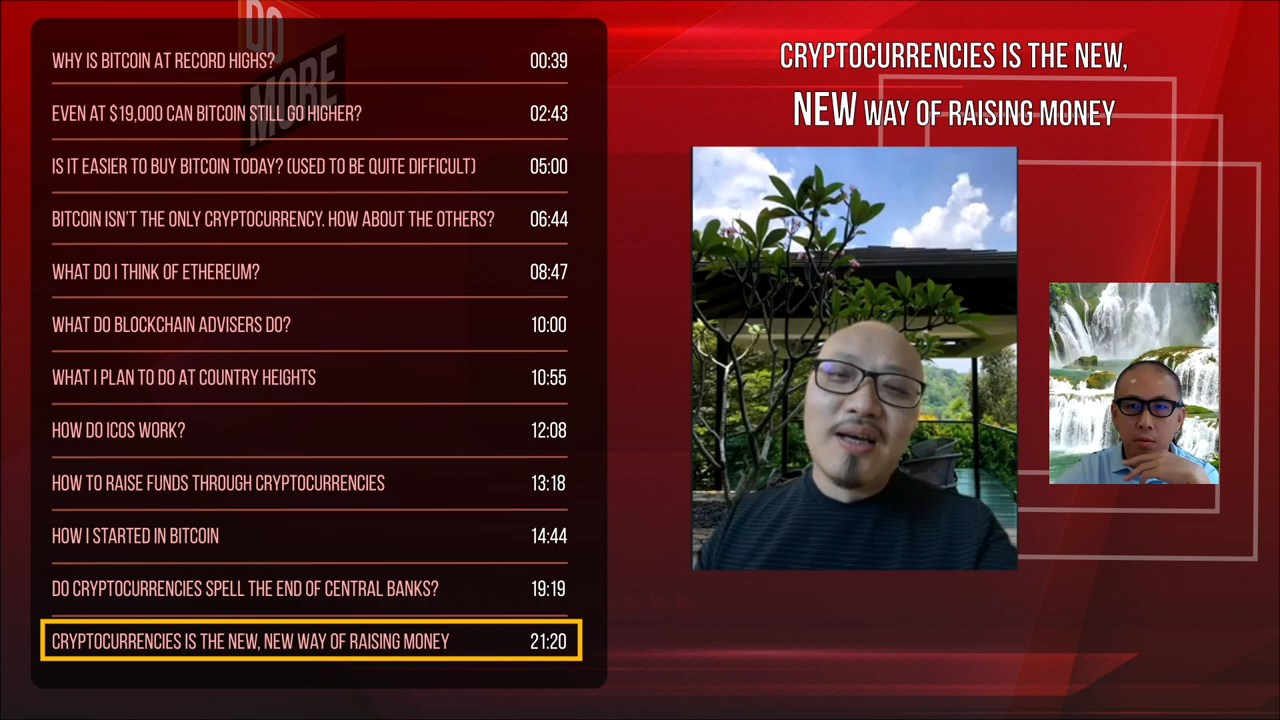 DO
MORE
WHY IS BITCOIN AT RECORD HIGHS? 00:39
EVEN AT $19,000 CAN BITCOIN STILL GO HIGHER? 02:43
IS IT EASIER TO BUY BITCOIN TODAY? (USED TO BE QUITE DIFFICULT) 05:00
BITCOIN ISN'T THE ONLY CRYPTOCURRENCY. HOW ABOUT THE OTHERS? 06:44
WHAT DO I THINK OF ETHEREUM? 08:47
WHAT DO BLOCKCHAIN ADVISERS DO? 10:00
WHAT I PLAN TO DO AT COUNTRY HEIGHTS 10:55
HOW DO ICOS WORK? 12:08
HOW TO RAISE FUNDS THROUGH CRYPTOCURRENCIES 13:18
HOW I STARTED IN BITCOIN 14:44
DO CRYPTOCURRENCIES SPELL THE END OF CENTRAL BANKS? 19:19
CRYPTOCURRENCIES IS THE NEW, NEW WAY OF RAISING MONEY 21:20
CRYPTOCURRENCIES IS THE NEW,
NEW WAY OF RAISING MONEY